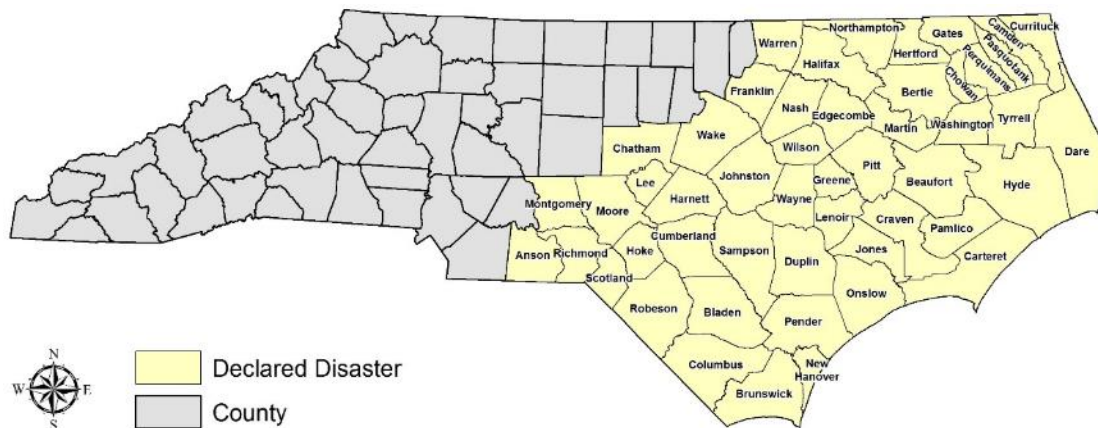 Northampton
Gates
Camden
Currituck
Warren
Hertford
Pasquotank
Halifax
Perquimans
Chowan
Franklin
Bertie
Nash
Edgecombe
Martin
Washington
Tyrrell
Wake
Wilson
Dare
Chatham
Pitt
Johnston
Greene
Beaufort
Hyde
Lee
Harnett
Wayne
Montgomery
Moore
Lenoir
Craven
Pamlico
Cumberland
Anson
Richmond
Hoke
Sampson
Duplin
Jones
Carteret
Scotland
Onslow
Robeson
Bladen
Pender
Columbus
New
Hanover
Brunswick
N
W E
S
Declared Disaster
County